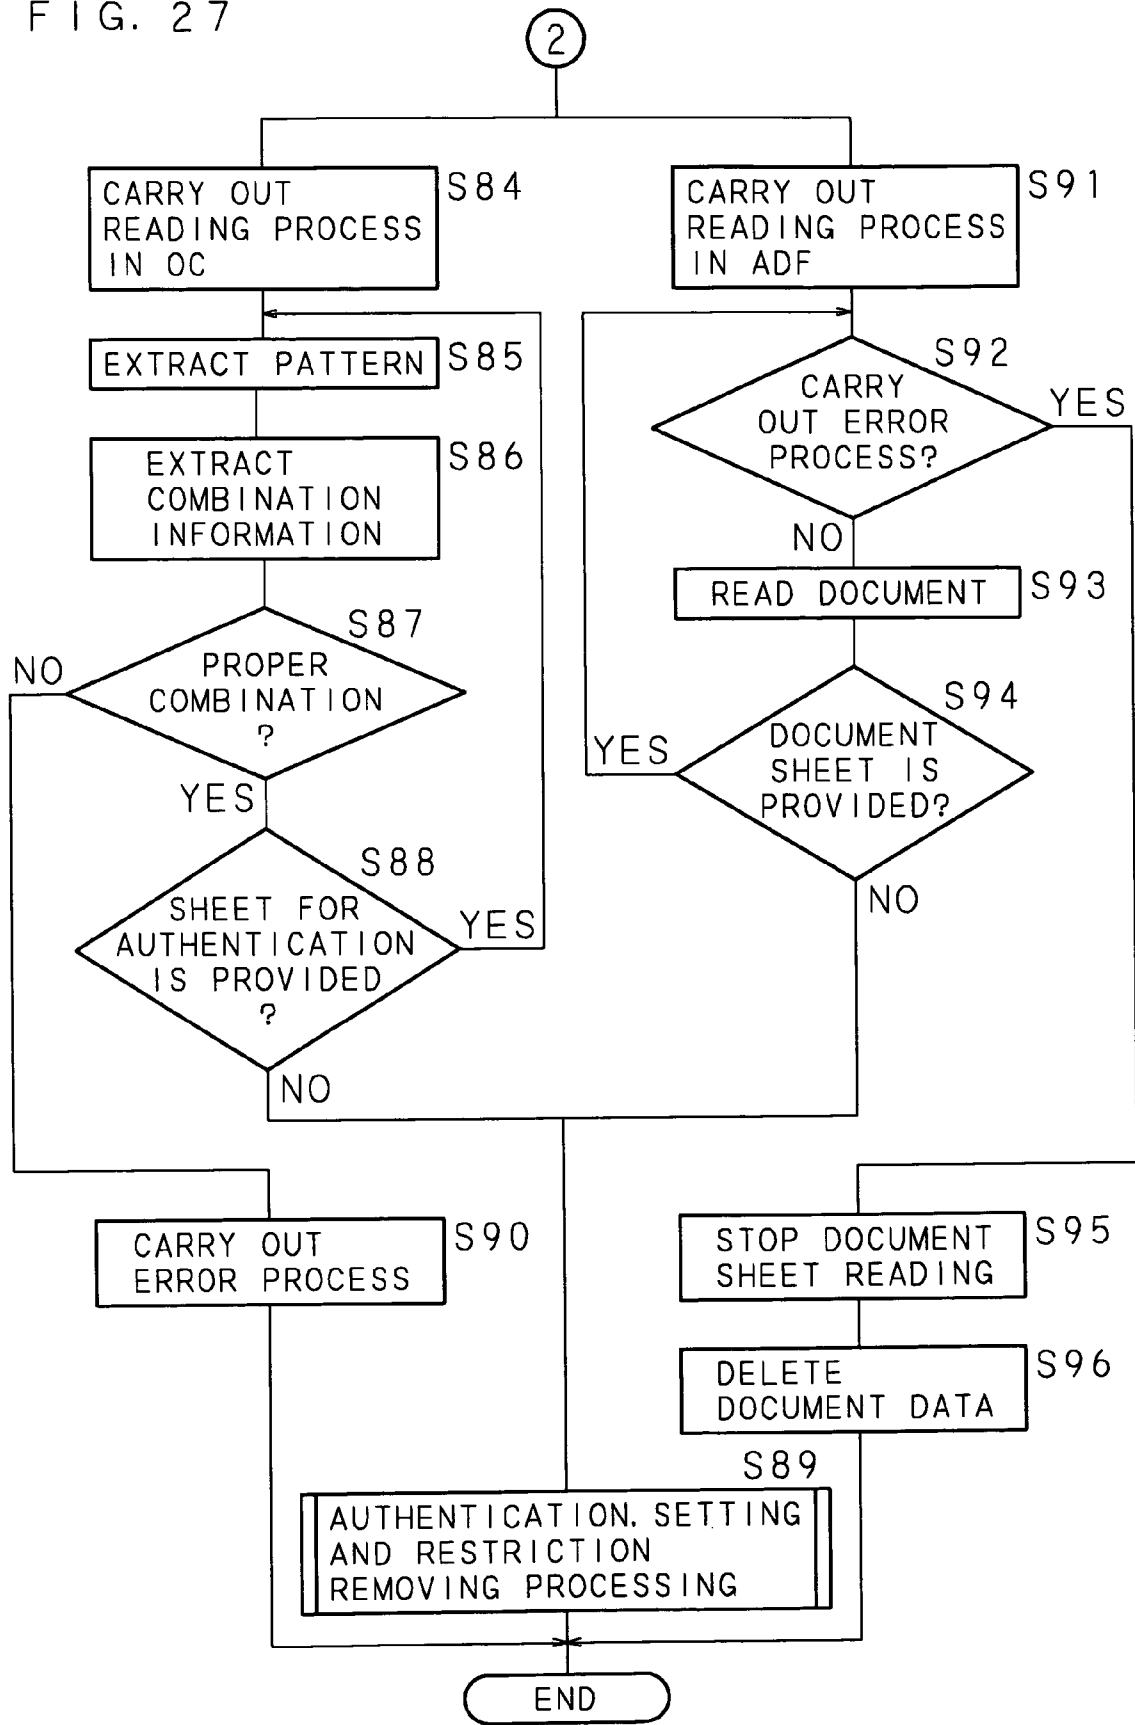 FIG. 27
2
CARRY OUT
READING PROCESS
IN OC
S84
EXTRACT PATTERN
S85
EXTRACT
COMBINATION
INFORMATION
S86
S87
NO
PROPER
COMBINATION
?
YES
S88
SHEET FOR
AUTHENTICATION
IS PROVIDED
?
YES
NO
CARRY OUT
ERROR PROCESS
S90
CARRY OUT
READING PROCESS
IN ADF
S91
S92
CARRY
OUT ERROR
PROCESS?
YES
NO
READ DOCUMENT
S93
S94
DOCUMENT
SHEET IS
PROVIDED?
YES
NO
STOP DOCUMENT
SHEET READING
S95
DELETE
DOCUMENT DATA
S96
S89
AUTHENTICATION. SETTING
AND RESTRICTION
REMOVING PROCESSING
END